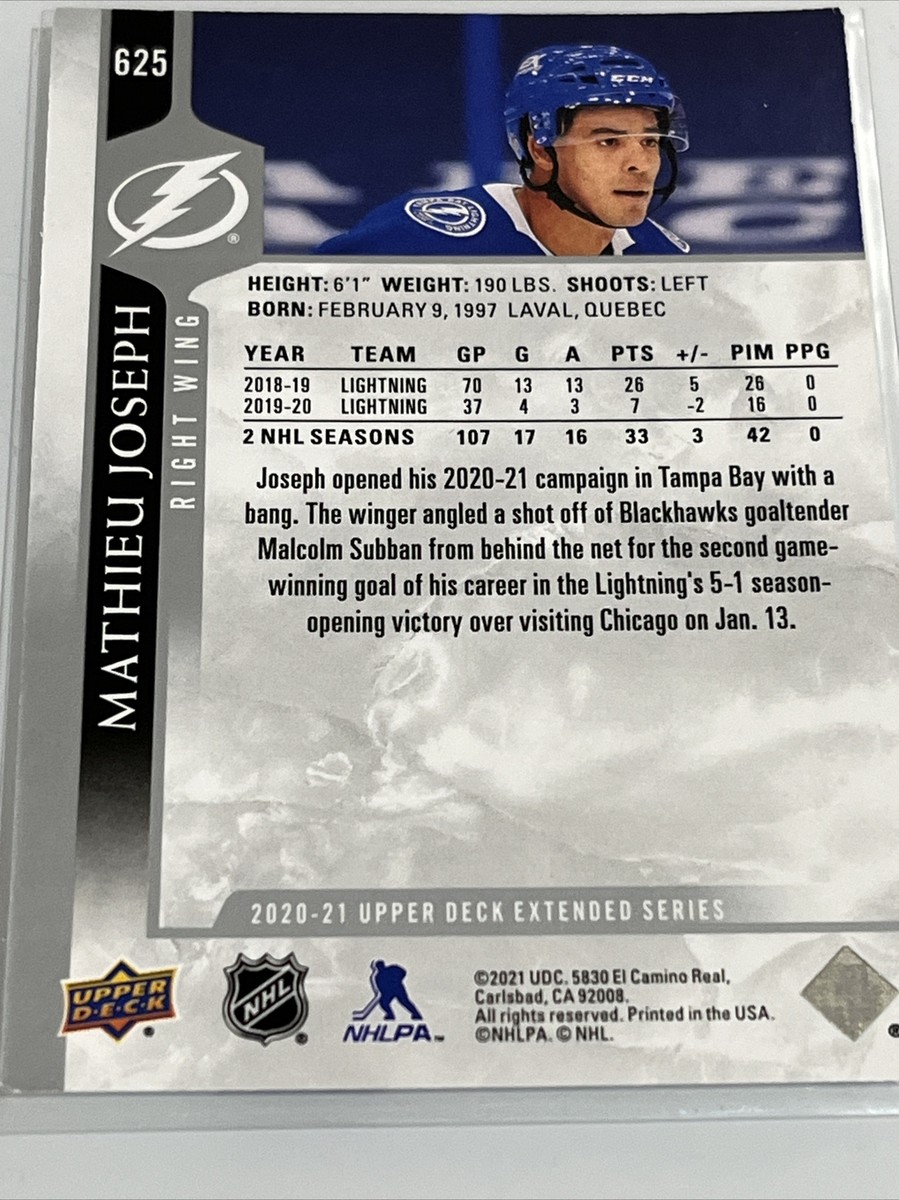 625
CCM
TAMPA BAY LIGHTNING
®
MATHIEU JOSEPH
RIGHT WING
HEIGHT: 6'1" WEIGHT: 190 LBS. SHOOTS: LEFT
BORN: FEBRUARY 9, 1997 LAVAL, QUEBEC
YEAR TEAM GP G A PTS +/- PIM PPG
2018-19 LIGHTNING 70 13 13 26 5 26 0
2019-20 LIGHTNING 37 4 3 7 -2 16 0
2 NHL SEASONS 107 17 16 33 3 42 0
Joseph opened his 2020-21 campaign in Tampa Bay with a
bang. The winger angled a shot off of Blackhawks goaltender
Malcolm Subban from behind the net for the second game-
winning goal of his career in the Lightning's 5-1 season-
opening victory over visiting Chicago on Jan. 13.
2020-21 UPPER DECK EXTENDED SERIES
UPPER
D·E·C·K ®
NHL ®
NHLPA™
©2021 UDC. 5830 El Camino Real,
Carlsbad, CA 92008.
All rights reserved. Printed in the USA.
©NHLPA. © NHL.
®